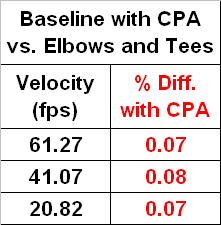 Baseline with CPA
vs. Elbows and Tees
Velocity % Diff.
(fps) with CPA
61.27 0.07
41.07 0.08
20.82 0.07